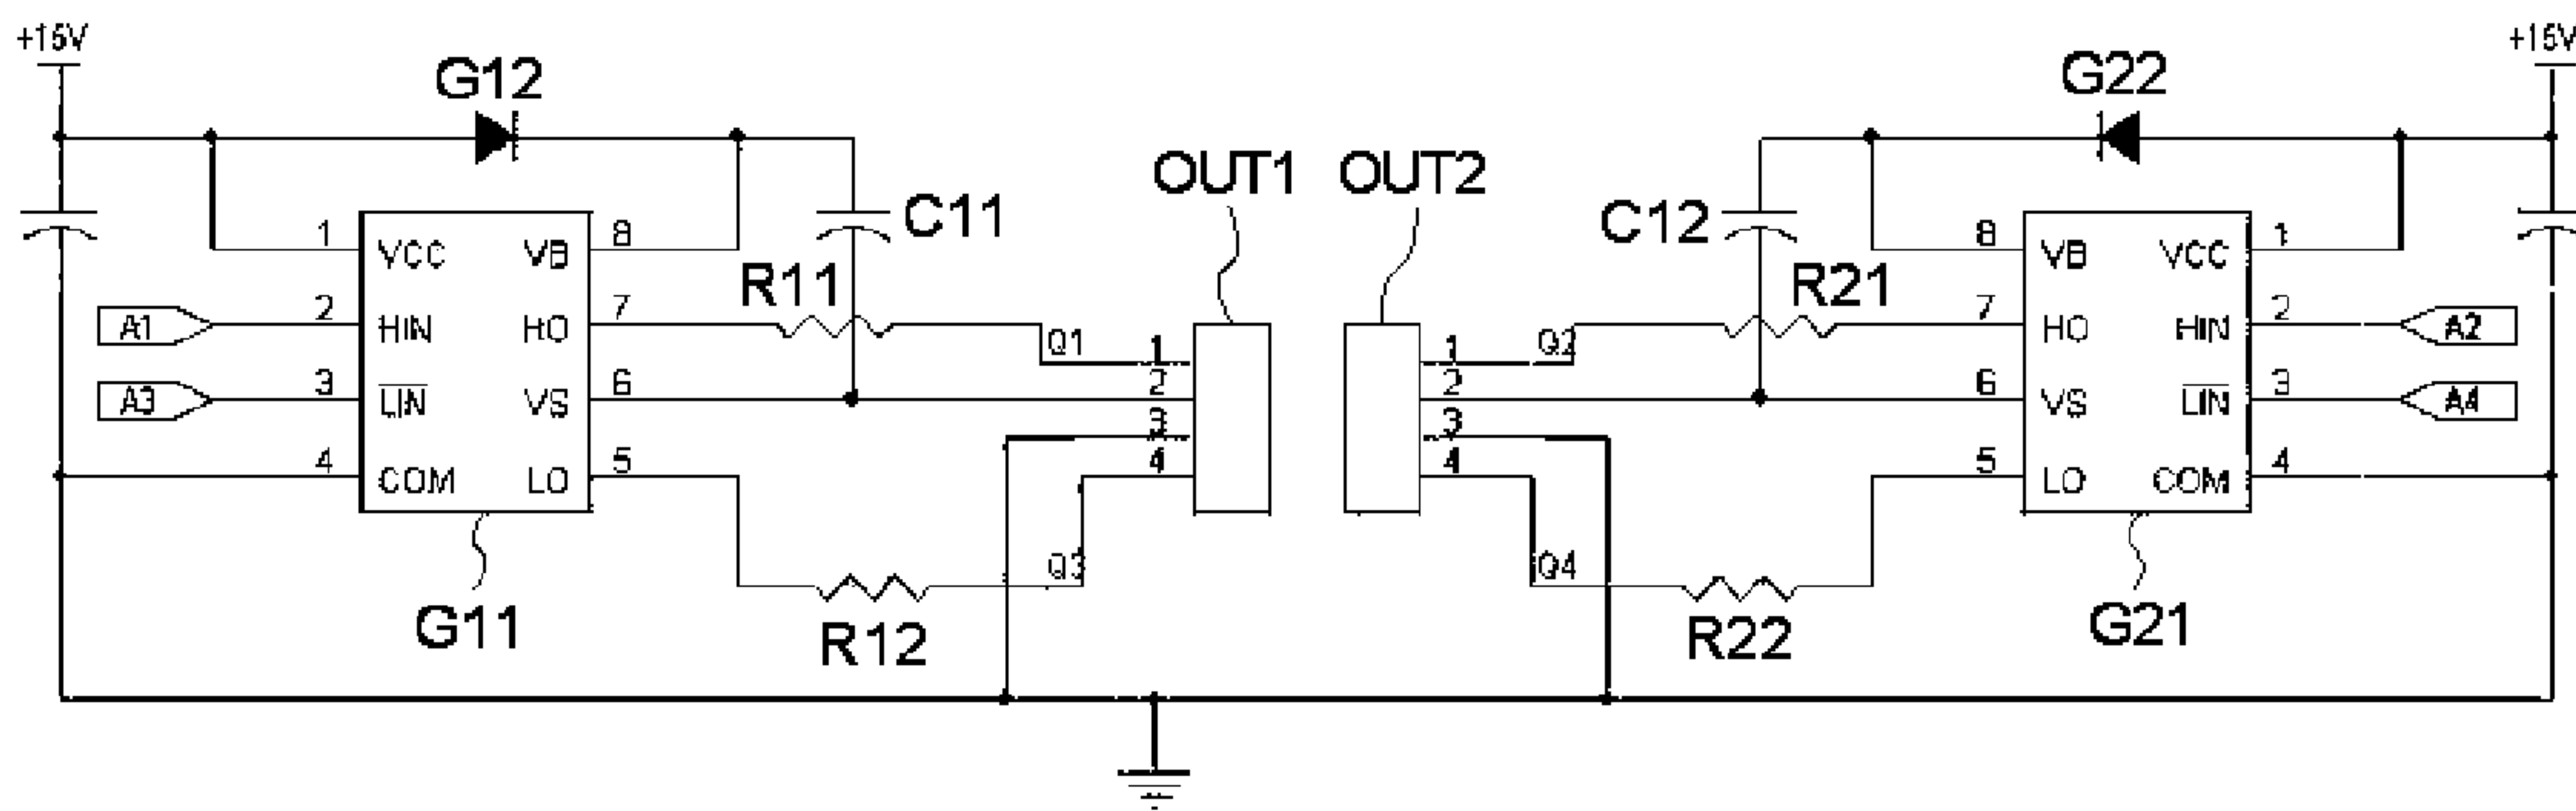 +15V
+15V
G12
G22
OUT1
OUT2
C11
C12
1
VCC
VB
8
8
VB
VCC
1
R11
R21
A1
2
HIN
HO
7
Q1
1
1
Q2
7
HO
HIN
2
A2
A3
3
LIN
VS
6
2
2
6
VS
LIN
3
A4
3
3
4
COM
LO
5
4
4
5
LO
COM
4
Q3
Q4
G11
R12
R22
G21